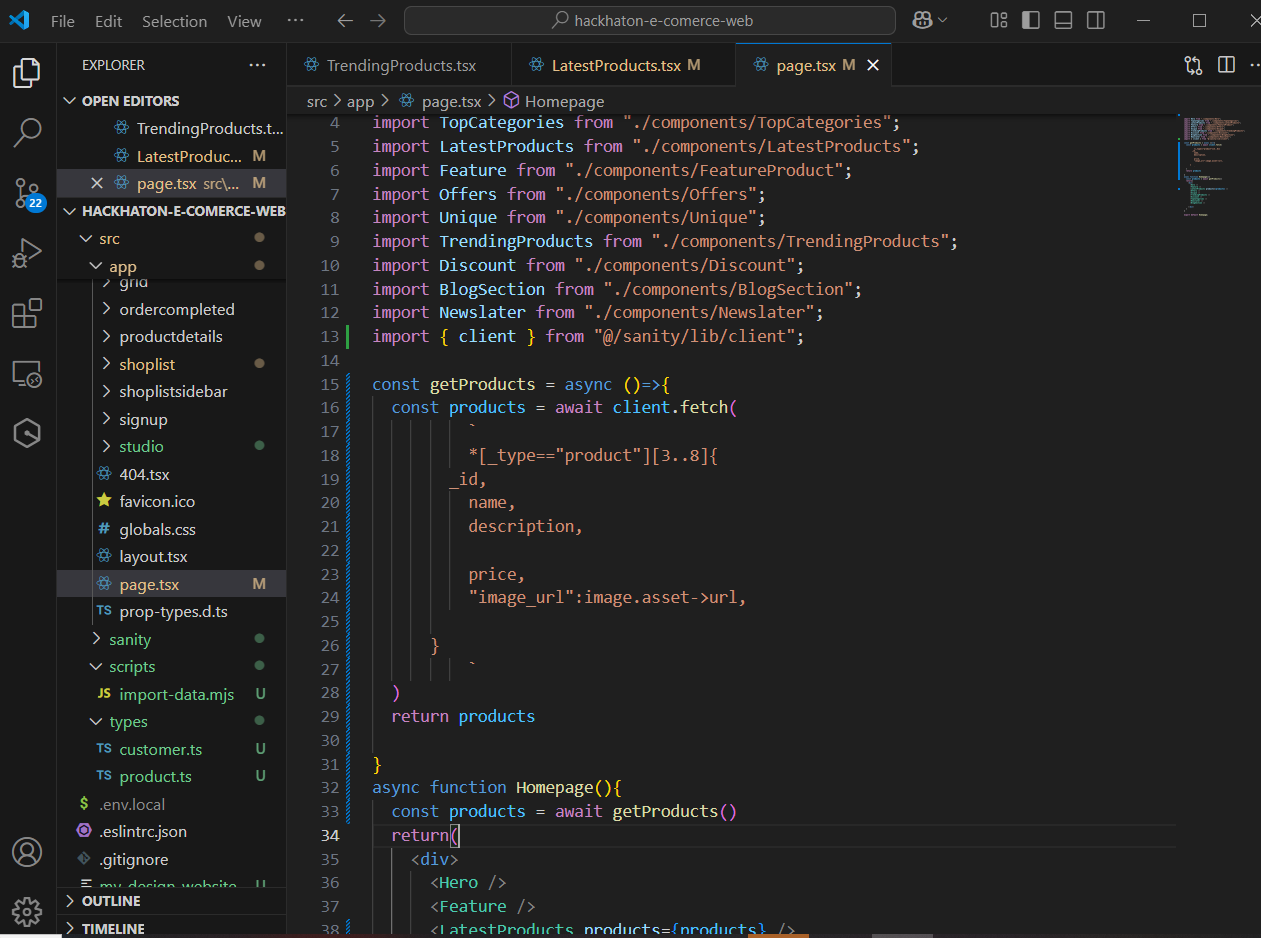 File Edit Selection View ··· hackhaton-e-comerce-web
EXPLORER ···
OPEN EDITORS
TrendingProducts.t...
LatestProduc... M
page.tsx src\... M
HACKHATON-E-COMERCE-WEB
src
app
grid
ordercompleted
productdetails
shoplist
shoplistsidebar
signup
studio
404.tsx
favicon.ico
# globals.css
layout.tsx
page.tsx M
TS prop-types.d.ts
sanity
scripts
JS import-data.mjs U
types
TS customer.ts U
TS product.ts U
$ .env.local
.eslintrc.json
.gitignore
my_design_website U
OUTLINE
TIMELINE
22
TrendingProducts.tsx LatestProducts.tsx M page.tsx M
src > app > page.tsx > Homepage
4 import TopCategories from "./components/TopCategories";
5 import LatestProducts from "./components/LatestProducts";
6 import Feature from "./components/FeatureProduct";
7 import Offers from "./components/Offers";
8 import Unique from "./components/Unique";
9 import TrendingProducts from "./components/TrendingProducts";
10 import Discount from "./components/Discount";
11 import BlogSection from "./components/BlogSection";
12 import Newslater from "./components/Newslater";
13 import { client } from "@/sanity/lib/client";
14
15 const getProducts = async ()=>{
16 const products = await client.fetch(
17 `
18 *[_type=="product"][3..8]{
19 _id,
20 name,
21 description,
22
23 price,
24 "image_url":image.asset->url,
25
26 }
27 `
28 )
29 return products
30
31 }
32 async function Homepage(){
33 const products = await getProducts()
34 return(
35 <div>
36 <Hero />
37 <Feature />
38 <LatestProducts products={products} />